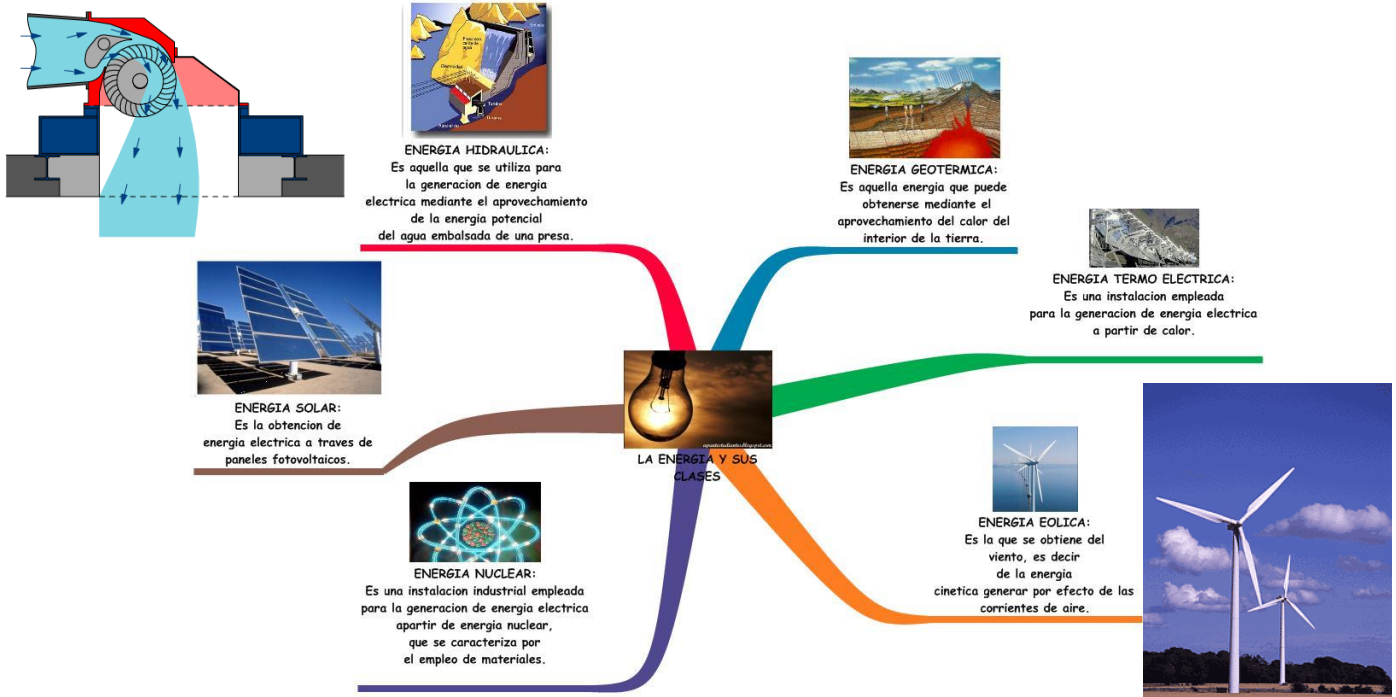 ENERGIA HIDRAULICA:
Es aquella que se utiliza para
la generacion de energia
electrica mediante el aprovechamiento
de la energia potencial
del agua embalsada de una presa.
ENERGIA GEOTERMICA:
Es aquella energia que puede
obtenerse mediante el
aprovechamiento del calor del
interior de la tierra.
ENERGIA TERMO ELECTRICA:
Es una instalacion empleada
para la generacion de energia electrica
a partir de calor.
ENERGIA SOLAR:
Es la obtencion de
energia electrica a traves de
paneles fotovoltaicos.
LA ENERGIA Y SUS
CLASES
ENERGIA NUCLEAR:
Es una instalacion industrial empleada
para la generacion de energia electrica
apartir de energia nuclear,
que se caracteriza por
el empleo de materiales.
ENERGIA EOLICA:
Es la que se obtiene del
viento, es decir
de la energia
cinetica generar por efecto de las
corrientes de aire.